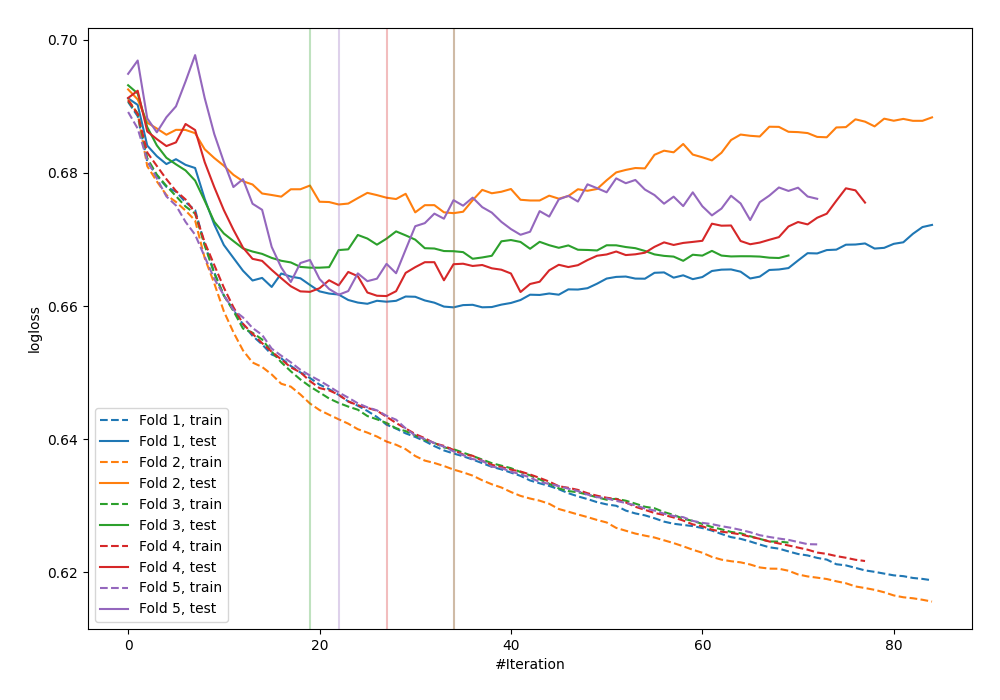 0.70
0.68
0.66
0.64
0.62
logloss
Fold 1, train
Fold 1, test
Fold 2, train
Fold 2, test
Fold 3, train
Fold 3, test
Fold 4, train
Fold 4, test
Fold 5, train
Fold 5, test
0 20 40 60 80
#Iteration